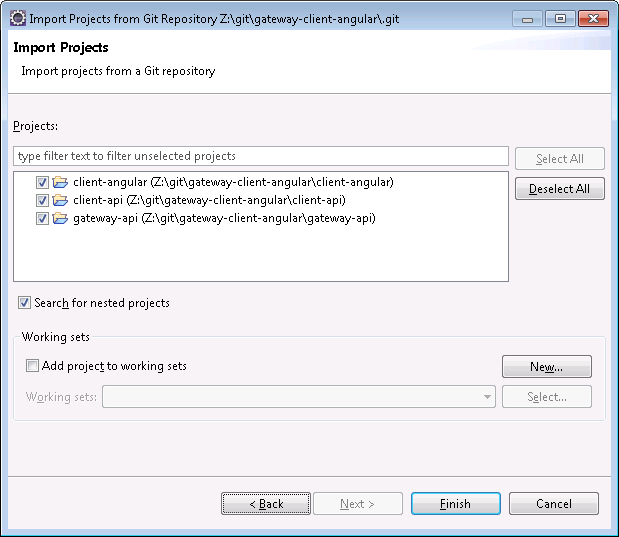 Import Projects from Git Repository Z:\git\gateway-client-angular\.git
Import Projects
Import projects from a Git repository
Projects:
type filter text to filter unselected projects
Select All
client-angular (Z:\git\gateway-client-angular\client-angular)
client-api (Z:\git\gateway-client-angular\client-api)
gateway-api (Z:\git\gateway-client-angular\gateway-api)
Deselect All
Search for nested projects
Working sets
Add project to working sets
New...
Working sets:
Select...
< Back
Next >
Finish
Cancel